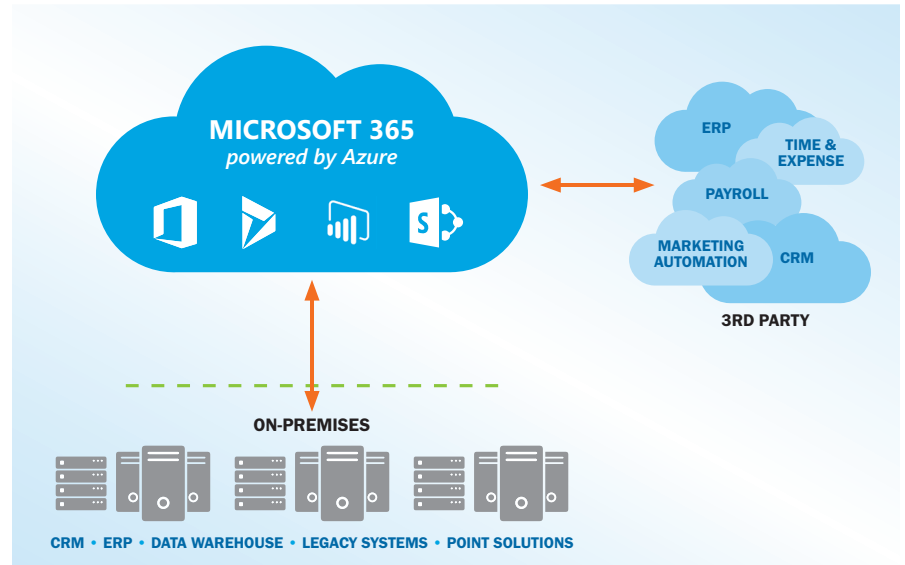 MICROSOFT 365
powered by Azure
S
ERP
TIME &
EXPENSE
PAYROLL
MARKETING
AUTOMATION
CRM
3RD PARTY
ON-PREMISES
CRM • ERP • DATA WAREHOUSE • LEGACY SYSTEMS • POINT SOLUTIONS